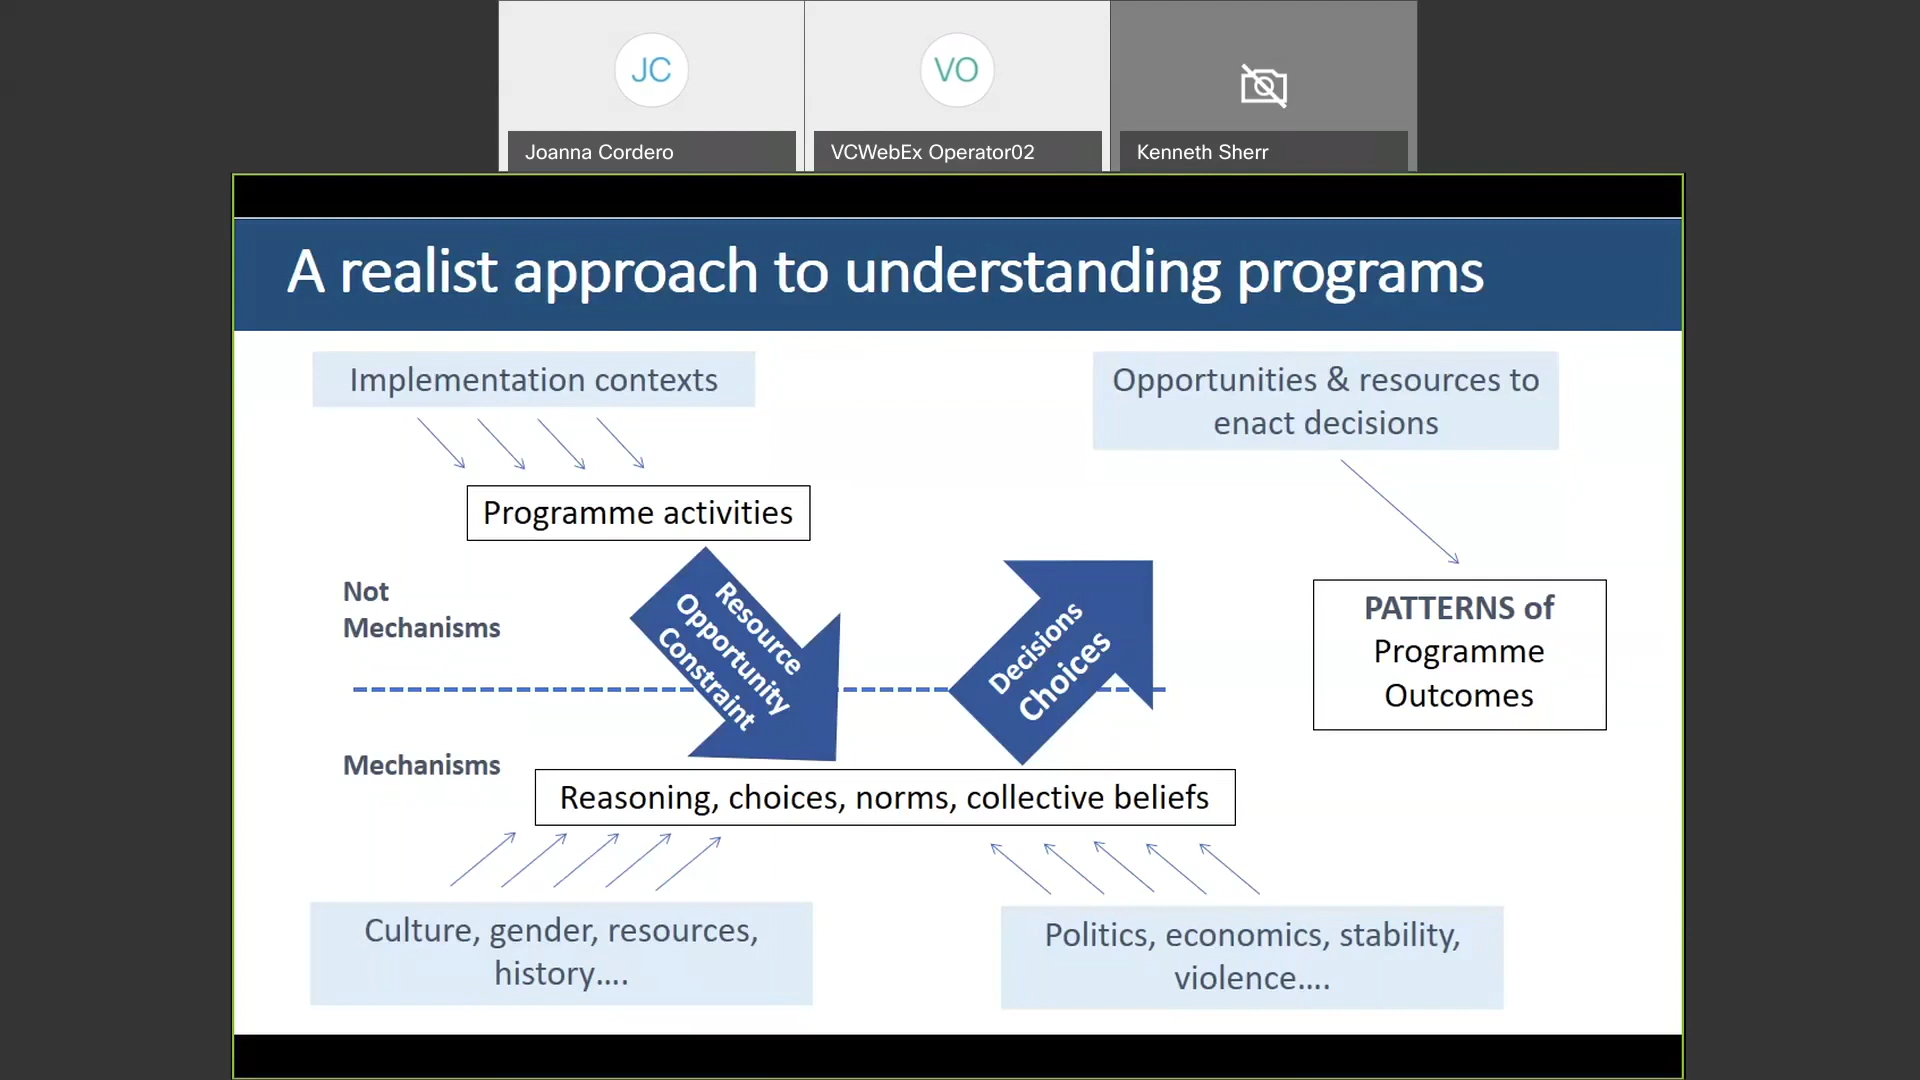 JC
VO
Joanna Cordero
VCWebEx Operator02
Kenneth Sherr
A realist approach to understanding programs
Implementation contexts
Opportunities & resources to
enact decisions
Programme activities
Not
Mechanisms
Resource
Opportunity
Constraint
Decisions
Choices
PATTERNS of
Programme
Outcomes
Mechanisms
Reasoning, choices, norms, collective beliefs
Culture, gender, resources,
history....
Politics, economics, stability,
violence....